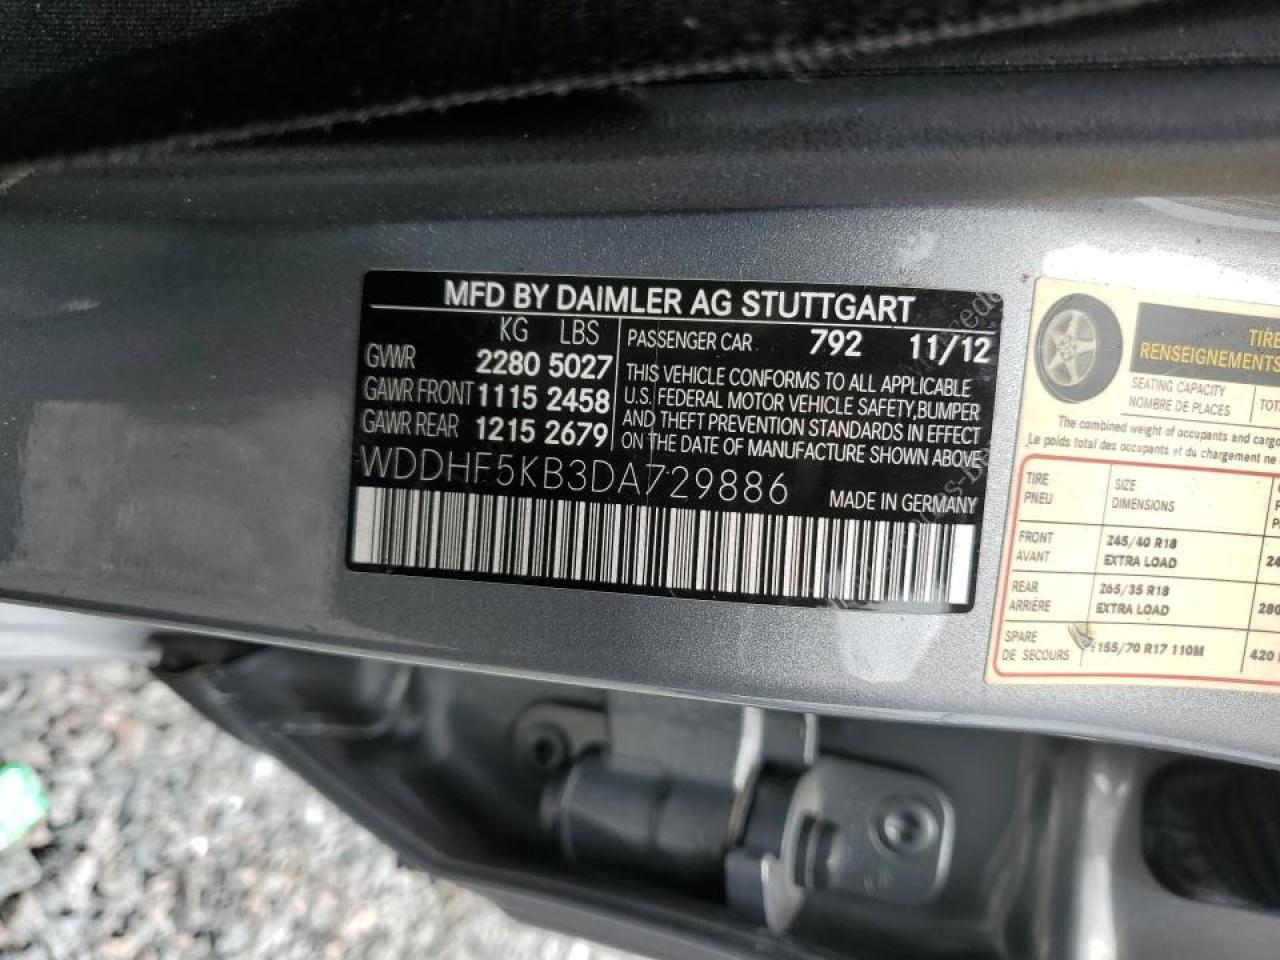 MFD BY DAIMLER AG STUTTGART
KG LBS
GVWR 2280 5027
GAWR FRONT 1115 2458
GAWR REAR 1215 2679
PASSENGER CAR 792 11/12
THIS VEHICLE CONFORMS TO ALL APPLICABLE
U.S. FEDERAL MOTOR VEHICLE SAFETY,BUMPER
AND THEFT PREVENTION STANDARDS IN EFFECT
ON THE DATE OF MANUFACTURE SHOWN ABOVE
WDDHF5KB3DA729886 MADE IN GERMANY
TIRE
RENSEIGNEMENTS
SEATING CAPACITY
NOMBRE DE PLACES
The combined weight of occupants and cargo
Le poids total des occupants et du chargement ne
TIRE SIZE
PNEU DIMENSIONS
FRONT 245/40 R18
AVANT EXTRA LOAD
REAR 265/35 R18
ARRIÈRE EXTRA LOAD 280
SPARE
DE SECOURS 155/70 R17 110M 420